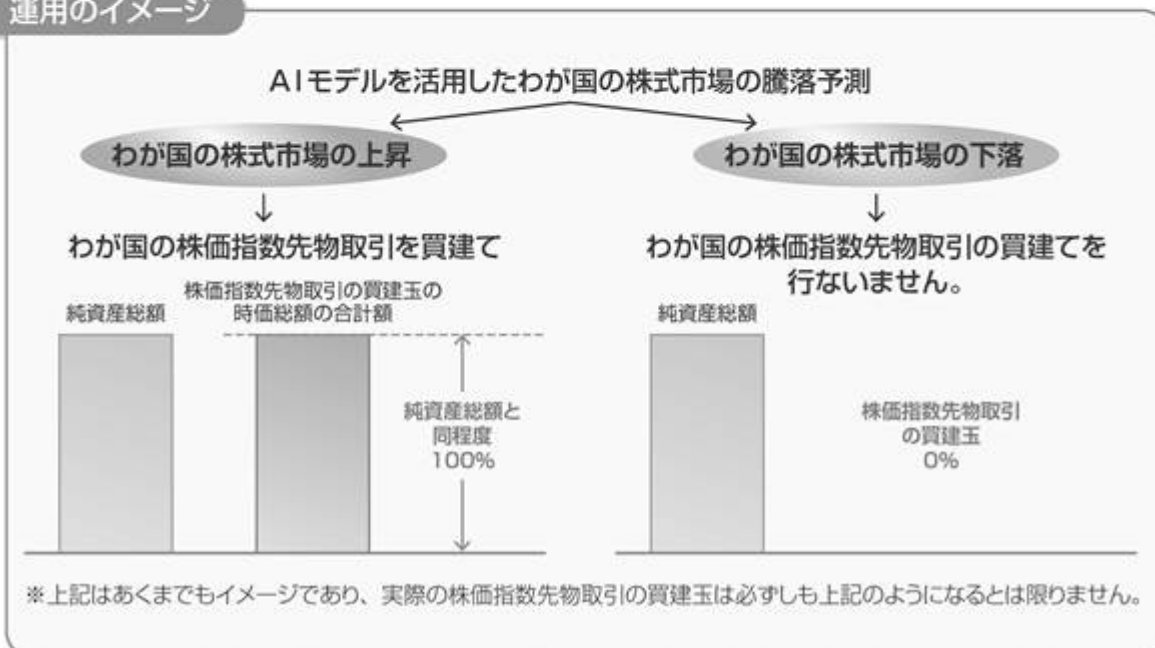 運用のイメージ
AIモデルを活用したわが国の株式市場の騰落予測
わが国の株式市場の上昇
↓
わが国の株価指数先物取引を買建て
純資産総額
株価指数先物取引の買建玉の
時価総額の合計額
純資産総額と
同程度
100%
わが国の株式市場の下落
↓
わが国の株価指数先物取引の買建てを
行ないません。
純資産総額
株価指数先物取引
の買建玉
0%
※上記はあくまでもイメージであり、実際の株価指数先物取引の買建玉は必ずしも上記のようになるとは限りません。